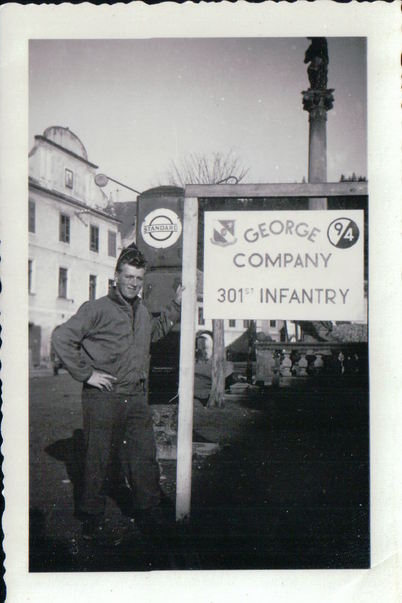 STANDARD
GEORGE
94
COMPANY
301ST INFANTRY